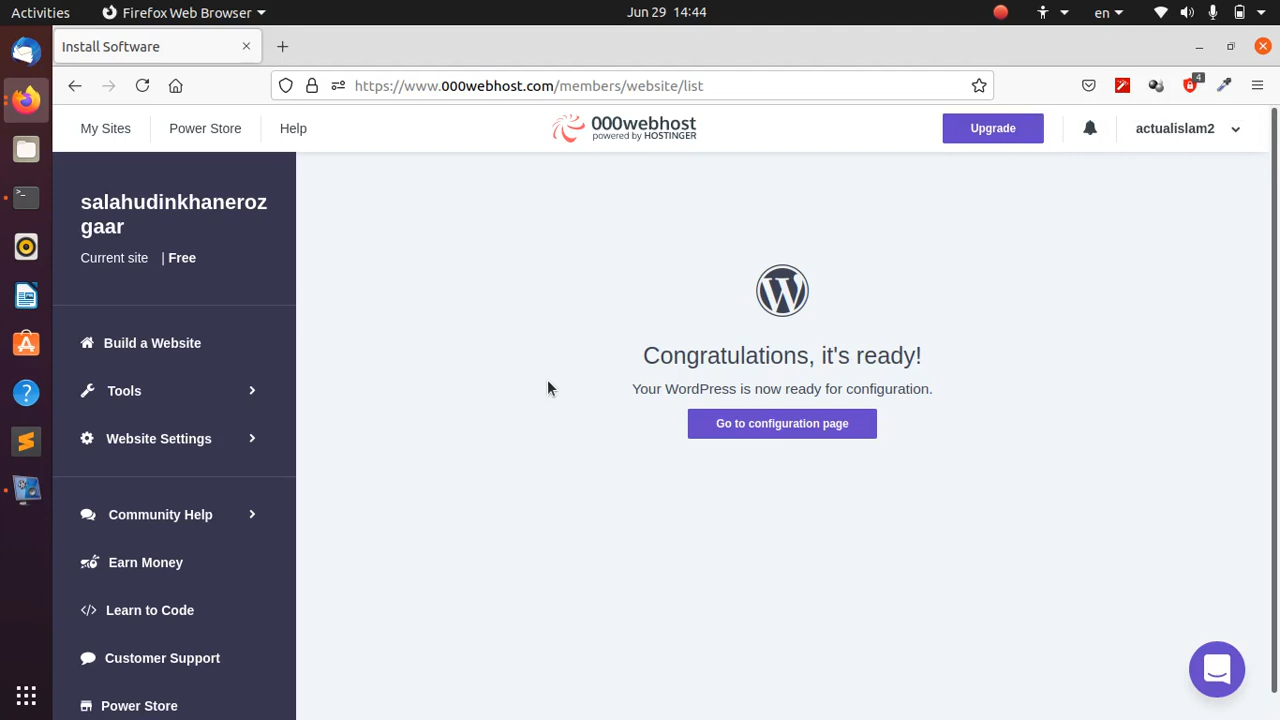 Activities
Firefox Web Browser
Jun 29 14:44
en
Install Software
https://www.000webhost.com/members/website/list
4
My Sites
Power Store
Help
000webhost
powered by HOSTINGER
Upgrade
actualislam2
salahudinkhaneroz
gaar
Current site | Free
Build a Website
Tools
Website Settings
Community Help
Earn Money
Learn to Code
Customer Support
Power Store
Congratulations, it's ready!
Your WordPress is now ready for configuration.
Go to configuration page